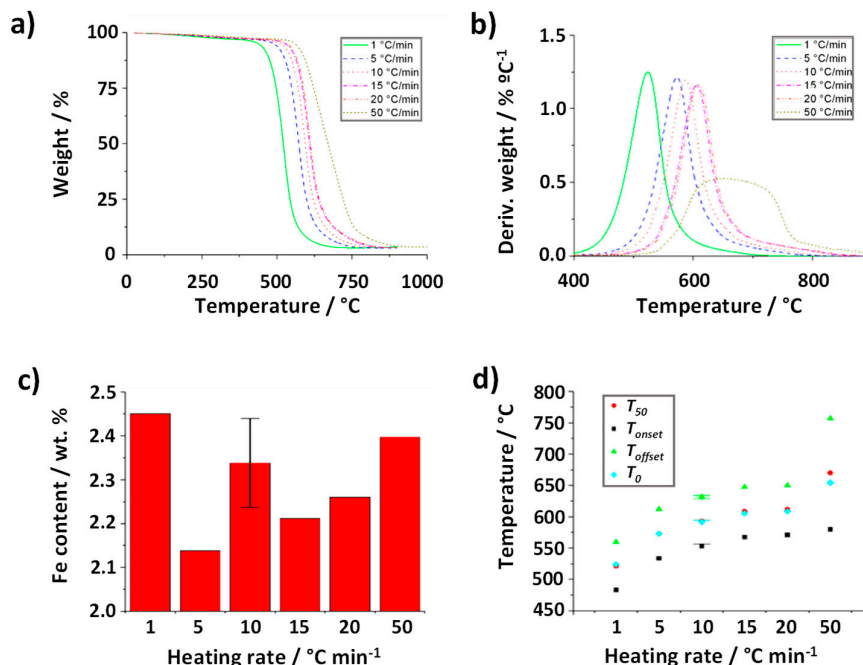 a)
100
75
50
25
0
Weight / %
0 250 500 750 1000
Temperature / °C
1 °C/min
5 °C/min
10 °C/min
15 °C/min
20 °C/min
50 °C/min
b)
1.5
1.2
0.9
0.5
0.2
0.0
Deriv. weight / % ºC-1
400 600 800
Temperature / °C
1 °C/min
5 °C/min
10 °C/min
15 °C/min
20 °C/min
50 °C/min
c)
2.5
2.4
2.3
2.2
2.1
2.0
Fe content / wt. %
1 5 10 15 20 50
Heating rate / °C min-1
d)
800
750
700
650
600
550
500
450
Temperature / °C
T50
Tonset
Toffset
T0
1 5 10 15 20 50
Heating rate / °C min-1